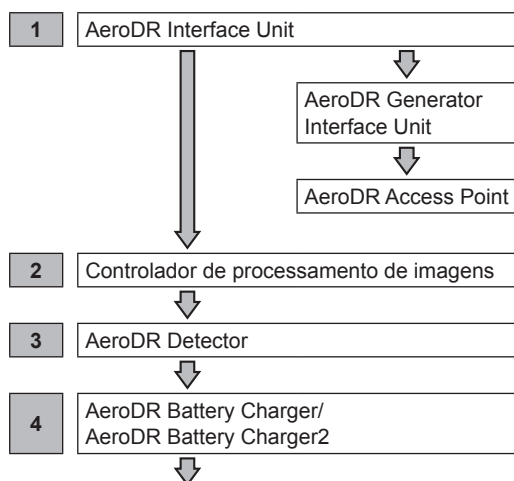 1
AeroDR Interface Unit
AeroDR Generator
Interface Unit
AeroDR Access Point
2
Controlador de processamento de imagens
3
AeroDR Detector
4
AeroDR Battery Charger/
AeroDR Battery Charger2